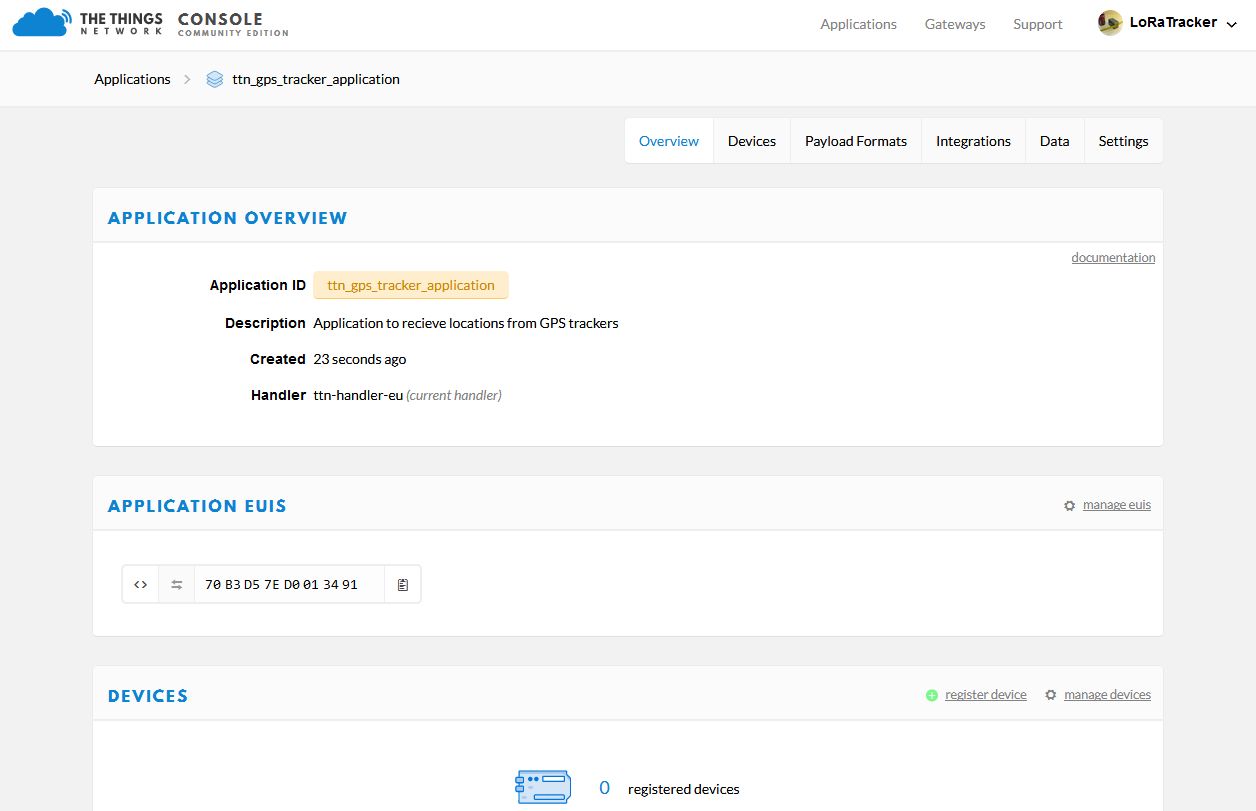 THE THINGS NETWORK CONSOLE COMMUNITY EDITION
Applications Gateways Support LoRaTracker
Applications ttn_gps_tracker_application
Overview Devices Payload Formats Integrations Data Settings
APPLICATION OVERVIEW
documentation
Application ID ttn_gps_tracker_application
Description Application to recieve locations from GPS trackers
Created 23 seconds ago
Handler ttn-handler-eu (current handler)
APPLICATION EUIS
manage euis
<> 70 B3 D5 7E D0 01 34 91
DEVICES
register device manage devices
0 registered devices